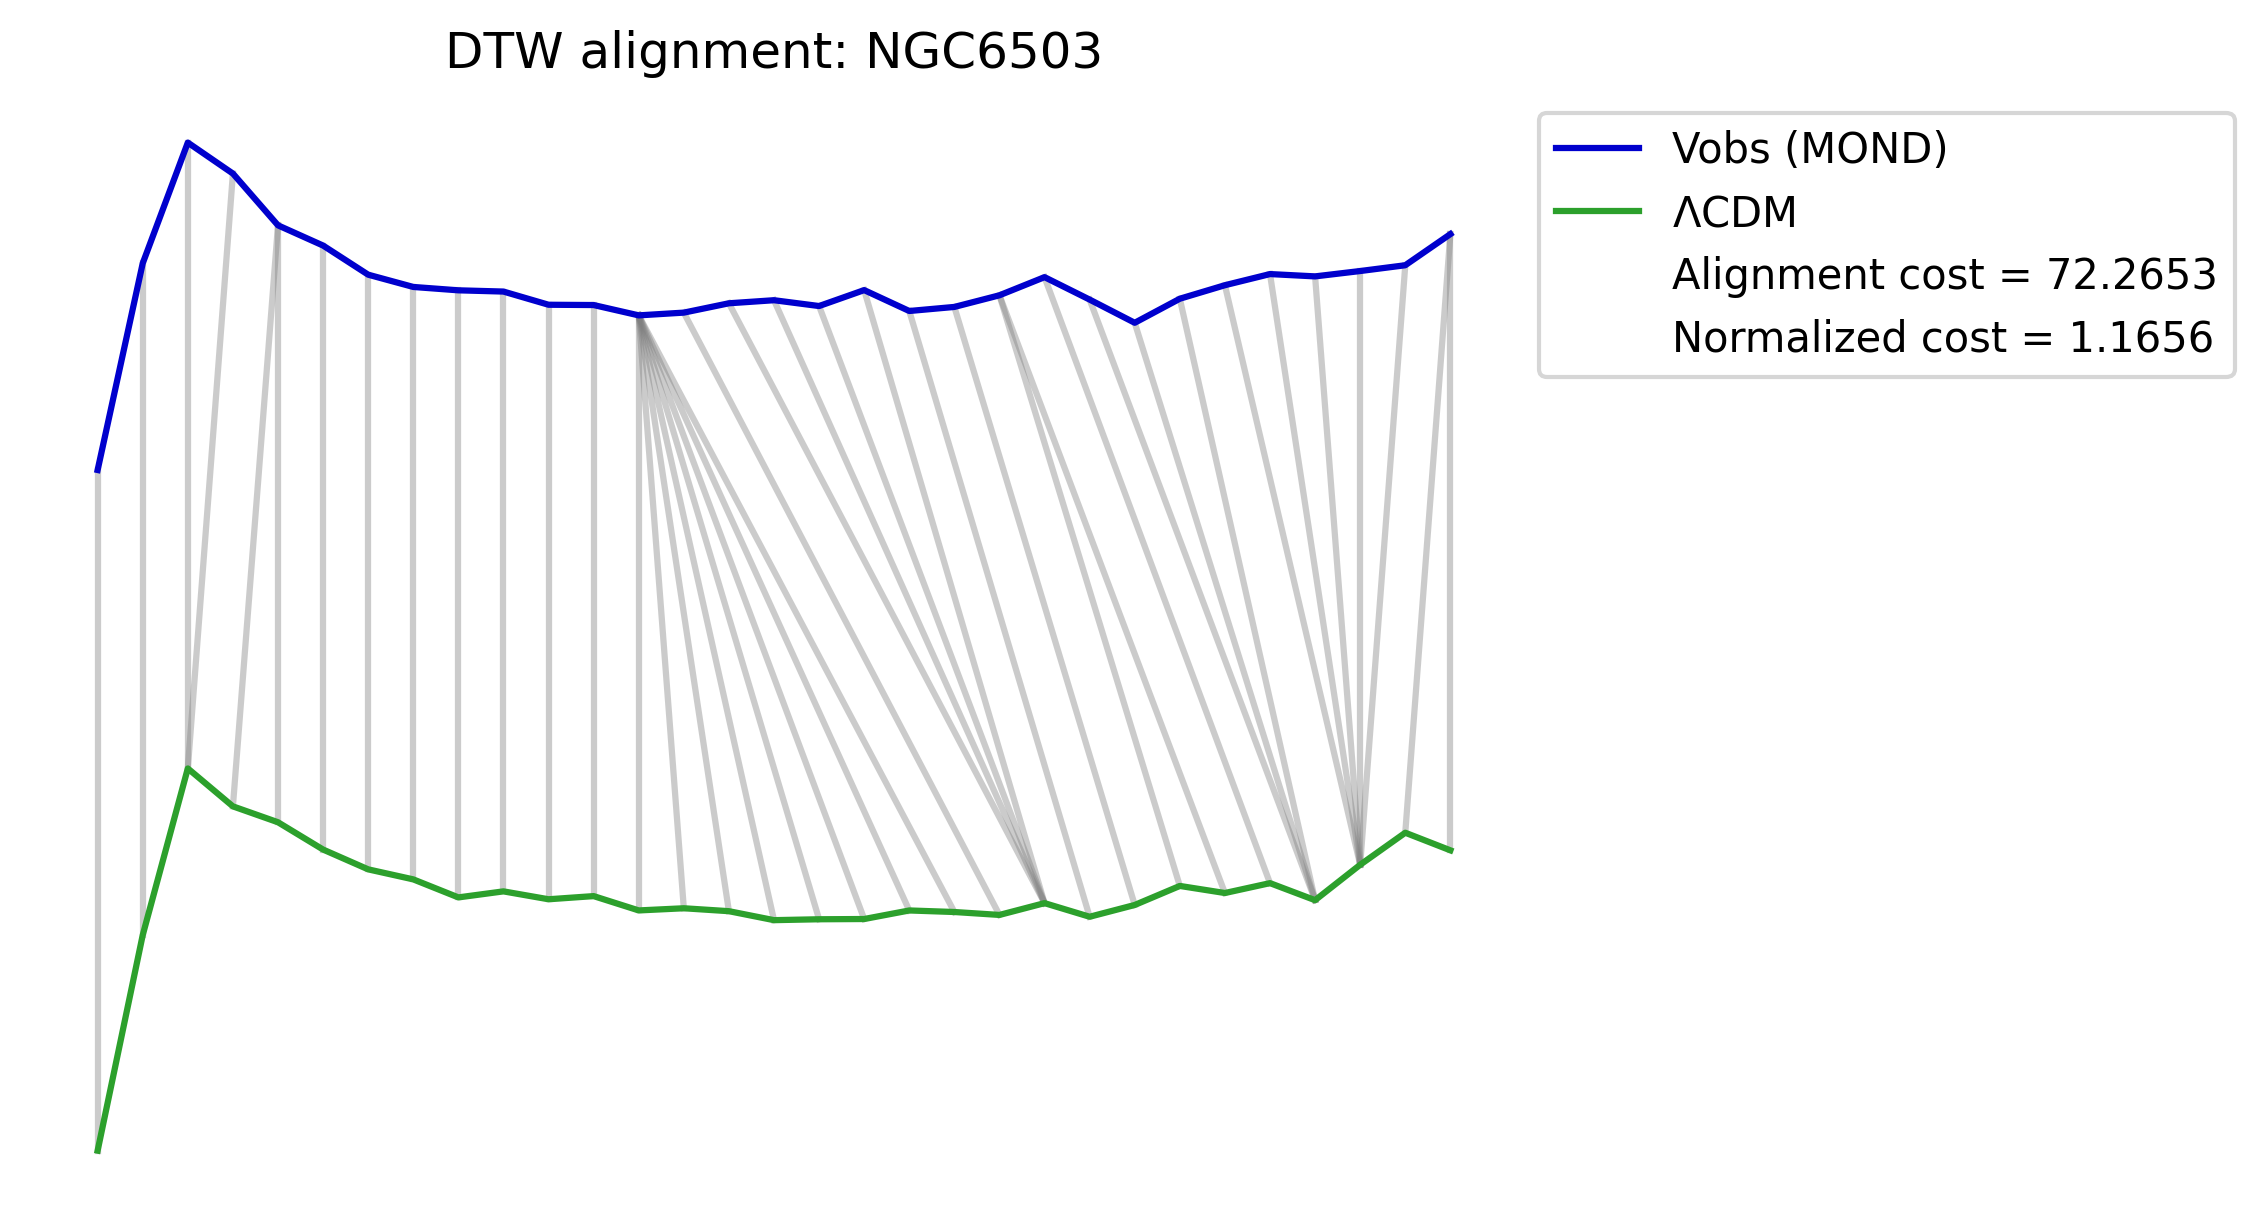 DTW alignment: NGC6503
Vobs (MOND)
ΛCDM
Alignment cost = 72.2653
Normalized cost = 1.1656